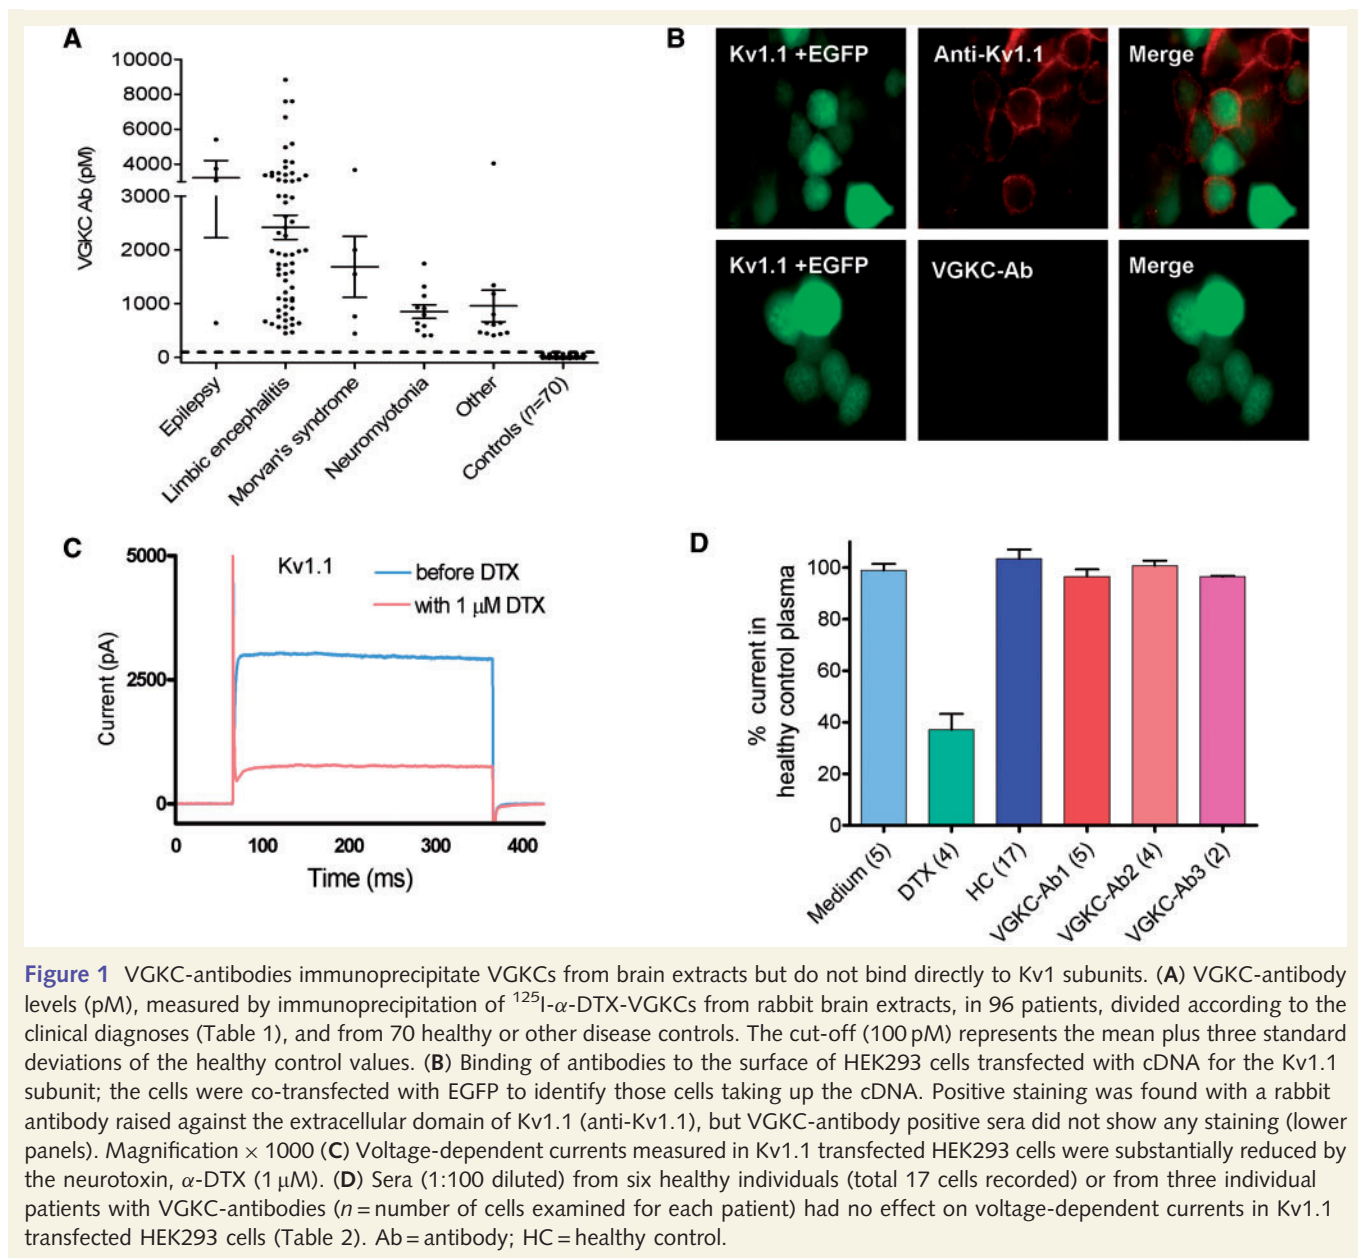 A
10000
8000
6000
4000
3000
2000
1000
0
VGKC Ab (pM)
Epilepsy
Limbic encephalitis
Morvan's syndrome
Neuromyotonia
Other
Controls (n=70)
B
Kv1.1 +EGFP
Anti-Kv1.1
Merge
Kv1.1 +EGFP
VGKC-Ab
Merge
C
5000
2500
0
Current (pA)
Kv1.1
before DTX
with 1 µM DTX
0 100 200 300 400
Time (ms)
D
100
80
60
40
20
0
% current in
healthy control plasma
Medium (5)
DTX (4)
HC (17)
VGKC-Ab1 (5)
VGKC-Ab2 (4)
VGKC-Ab3 (2)
Figure 1 VGKC-antibodies immunoprecipitate VGKCs from brain extracts but do not bind directly to Kv1 subunits. (A) VGKC-antibody
levels (pM), measured by immunoprecipitation of ¹²⁵I-α-DTX-VGKCs from rabbit brain extracts, in 96 patients, divided according to the
clinical diagnoses (Table 1), and from 70 healthy or other disease controls. The cut-off (100 pM) represents the mean plus three standard
deviations of the healthy control values. (B) Binding of antibodies to the surface of HEK293 cells transfected with cDNA for the Kv1.1
subunit; the cells were co-transfected with EGFP to identify those cells taking up the cDNA. Positive staining was found with a rabbit
antibody raised against the extracellular domain of Kv1.1 (anti-Kv1.1), but VGKC-antibody positive sera did not show any staining (lower
panels). Magnification × 1000 (C) Voltage-dependent currents measured in Kv1.1 transfected HEK293 cells were substantially reduced by
the neurotoxin, α-DTX (1 µM). (D) Sera (1:100 diluted) from six healthy individuals (total 17 cells recorded) or from three individual
patients with VGKC-antibodies (n = number of cells examined for each patient) had no effect on voltage-dependent currents in Kv1.1
transfected HEK293 cells (Table 2). Ab = antibody; HC = healthy control.